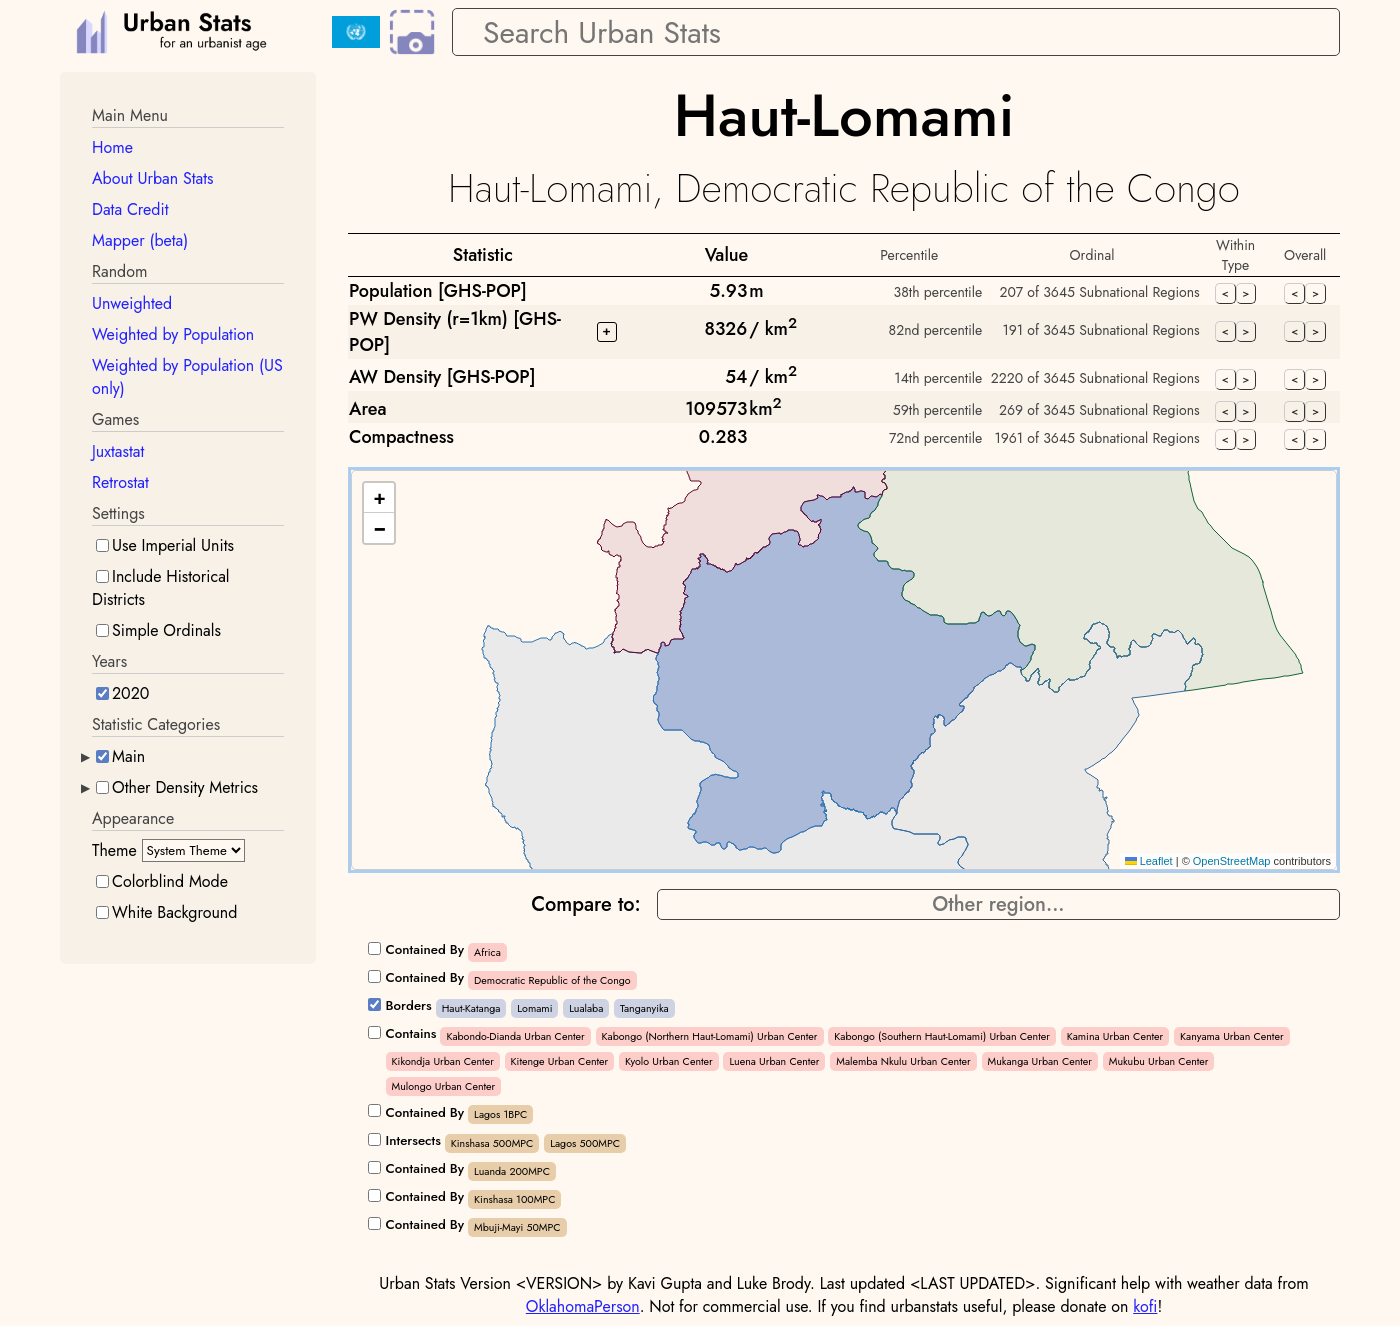 Urban Stats
for an urbanist age
Search Urban Stats
Main Menu
Home
About Urban Stats
Data Credit
Mapper (beta)
Random
Unweighted
Weighted by Population
Weighted by Population (US
only)
Games
Juxtastat
Retrostat
Settings
Use Imperial Units
Include Historical
Districts
Simple Ordinals
Years
2020
Statistic Categories
▶ Main
▶ Other Density Metrics
Appearance
Theme System Theme
Colorblind Mode
White Background
Haut-Lomami
Haut-Lomami, Democratic Republic of the Congo
Statistic Value Percentile Ordinal Within Type Overall
Population [GHS-POP] 5.93 m 38th percentile 207 of 3645 Subnational Regions < > < >
PW Density (r=1km) [GHS-
POP] + 8326 / km² 82nd percentile 191 of 3645 Subnational Regions < > < >
AW Density [GHS-POP] 54 / km² 14th percentile 2220 of 3645 Subnational Regions < > < >
Area 109573 km² 59th percentile 269 of 3645 Subnational Regions < > < >
Compactness 0.283 72nd percentile 1961 of 3645 Subnational Regions < > < >
+
−
Leaflet | © OpenStreetMap contributors
Compare to: Other region...
Contained By Africa
Contained By Democratic Republic of the Congo
Borders Haut-Katanga Lomami Lualaba Tanganyika
Contains Kabondo-Dianda Urban Center Kabongo (Northern Haut-Lomami) Urban Center Kabongo (Southern Haut-Lomami) Urban Center Kamina Urban Center Kanyama Urban Center
Kikondja Urban Center Kitenge Urban Center Kyolo Urban Center Luena Urban Center Malemba Nkulu Urban Center Mukanga Urban Center Mukubu Urban Center
Mulongo Urban Center
Contained By Lagos 1BPC
Intersects Kinshasa 500MPC Lagos 500MPC
Contained By Luanda 200MPC
Contained By Kinshasa 100MPC
Contained By Mbuji-Mayi 50MPC
Urban Stats Version <VERSION> by Kavi Gupta and Luke Brody. Last updated <LAST UPDATED>. Significant help with weather data from
OklahomaPerson. Not for commercial use. If you find urbanstats useful, please donate on kofi!